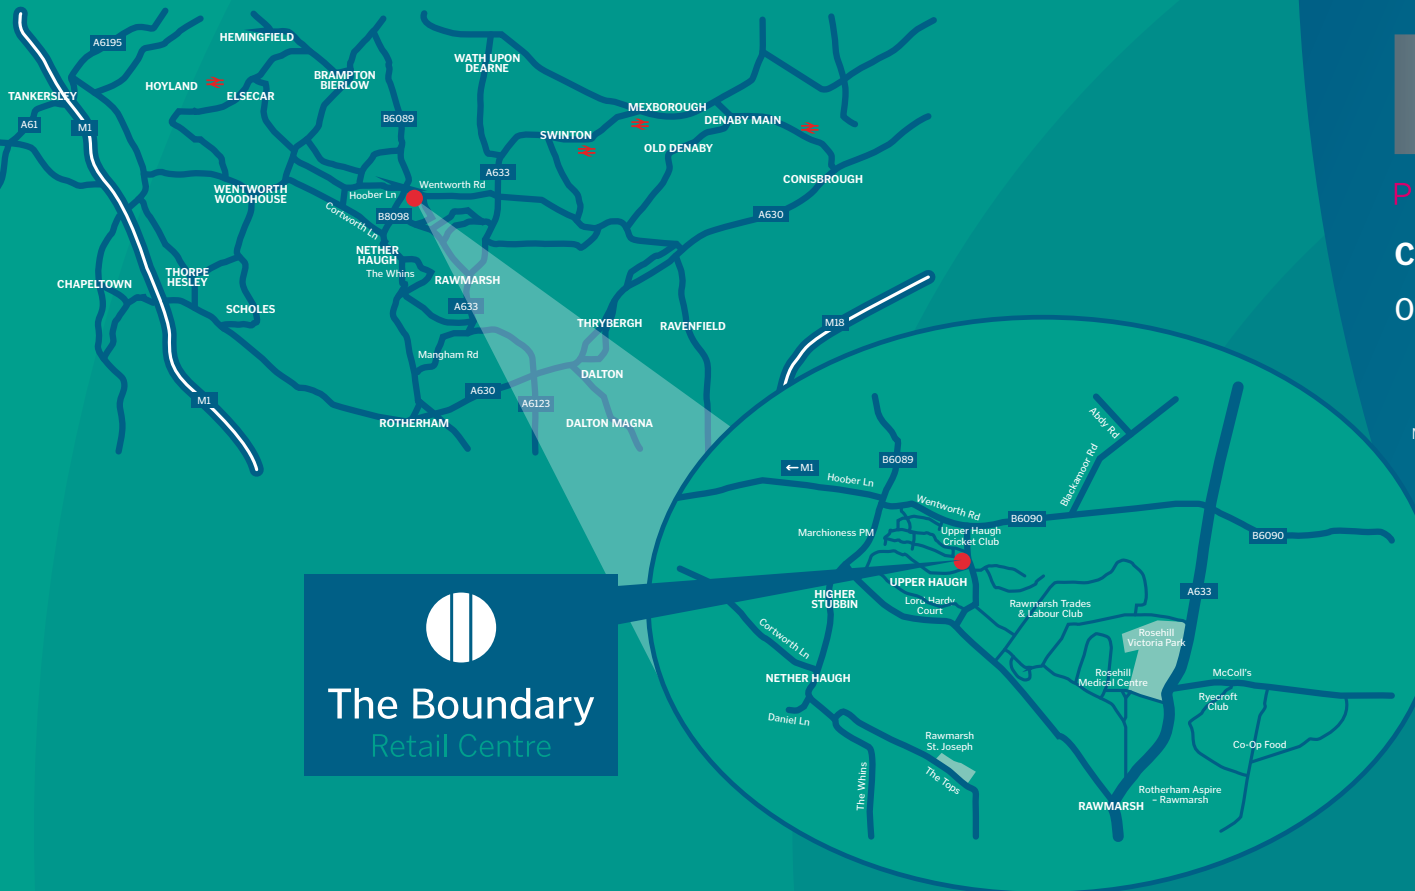 A6195
HEMINGFIELD
HOYLAND
ELSECAR
TANKERSLEY
A61
M1
BRAMPTON
BIERLOW
WATH UPON
DEARNE
B6089
MEXBOROUGH
DENABY MAIN
SWINTON
OLD DENABY
CONISBROUGH
A633
Wentworth Rd
WENTWORTH
WOODHOUSE
Hoober Ln
Cortworth Ln
B8098
A630
NETHER
HAUGH
The Whins
RAWMARSH
THORPE
HESLEY
CHAPELTOWN
SCHOLES
A633
THRYBERGH
RAVENFIELD
M18
Mangham Rd
DALTON
A630
A6123
M1
ROTHERHAM
DALTON MAGNA
P
c
o
Abdy Rd
B6089
←M1
Hoober Ln
Blackamoor Rd
Wentworth Rd
B6090
Marchioness PM
Upper Haugh
Cricket Club
B6090
UPPER HAUGH
HIGHER
STUBBIN
Lord Hardy
Court
Rawmarsh Trades
& Labour Club
A633
Cortworth Ln
Rosehill
Victoria Park
NETHER HAUGH
Rosehill
Medical Centre
McColl's
Ryecroft
Club
Daniel Ln
Rawmarsh
St. Joseph
Co-Op Food
The Whins
The Tops
Rotherham Aspire
– Rawmarsh
RAWMARSH
The Boundary
Retail Centre